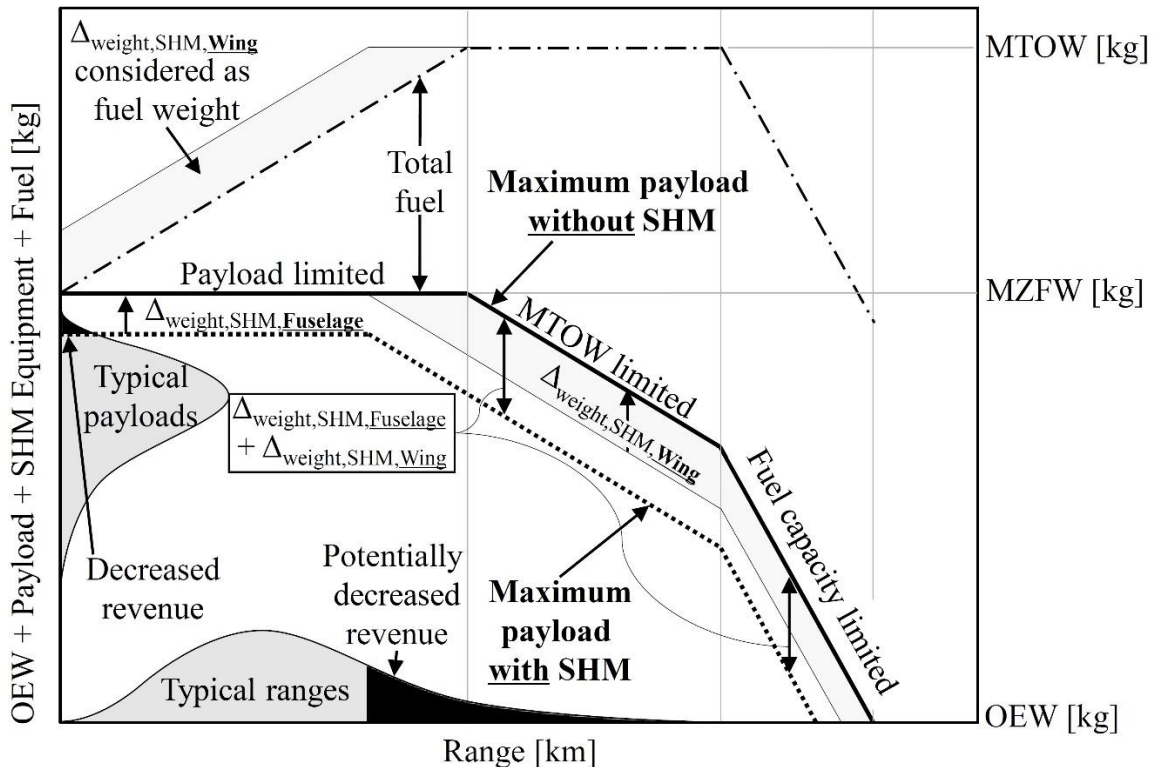 Δweight,SHM,Wing
considered as
fuel weight
MTOW [kg]
Total
fuel
Maximum payload
without SHM
Payload limited
MZFW [kg]
Δweight,SHM,Fuselage
MTOW limited
Typical
payloads
Δweight,SHM,Wing
Δweight,SHM,Fuselage
+ Δweight,SHM,Wing
Fuel capacity limited
Decreased
revenue
Potentially
decreased
revenue
Maximum
payload
with SHM
Typical ranges
OEW [kg]
Range [km]
OEW + Payload + SHM Equipment + Fuel [kg]